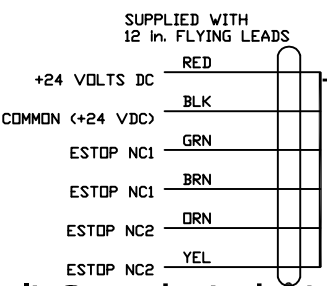 SUPPLIED WITH
12 in. FLYING LEADS
RED
+24 VOLTS DC
BLK
COMMON (+24 VDC)
GRN
ESTOP NC1
BRN
ESTOP NC1
ORN
ESTOP NC2
YEL
ESTOP NC2